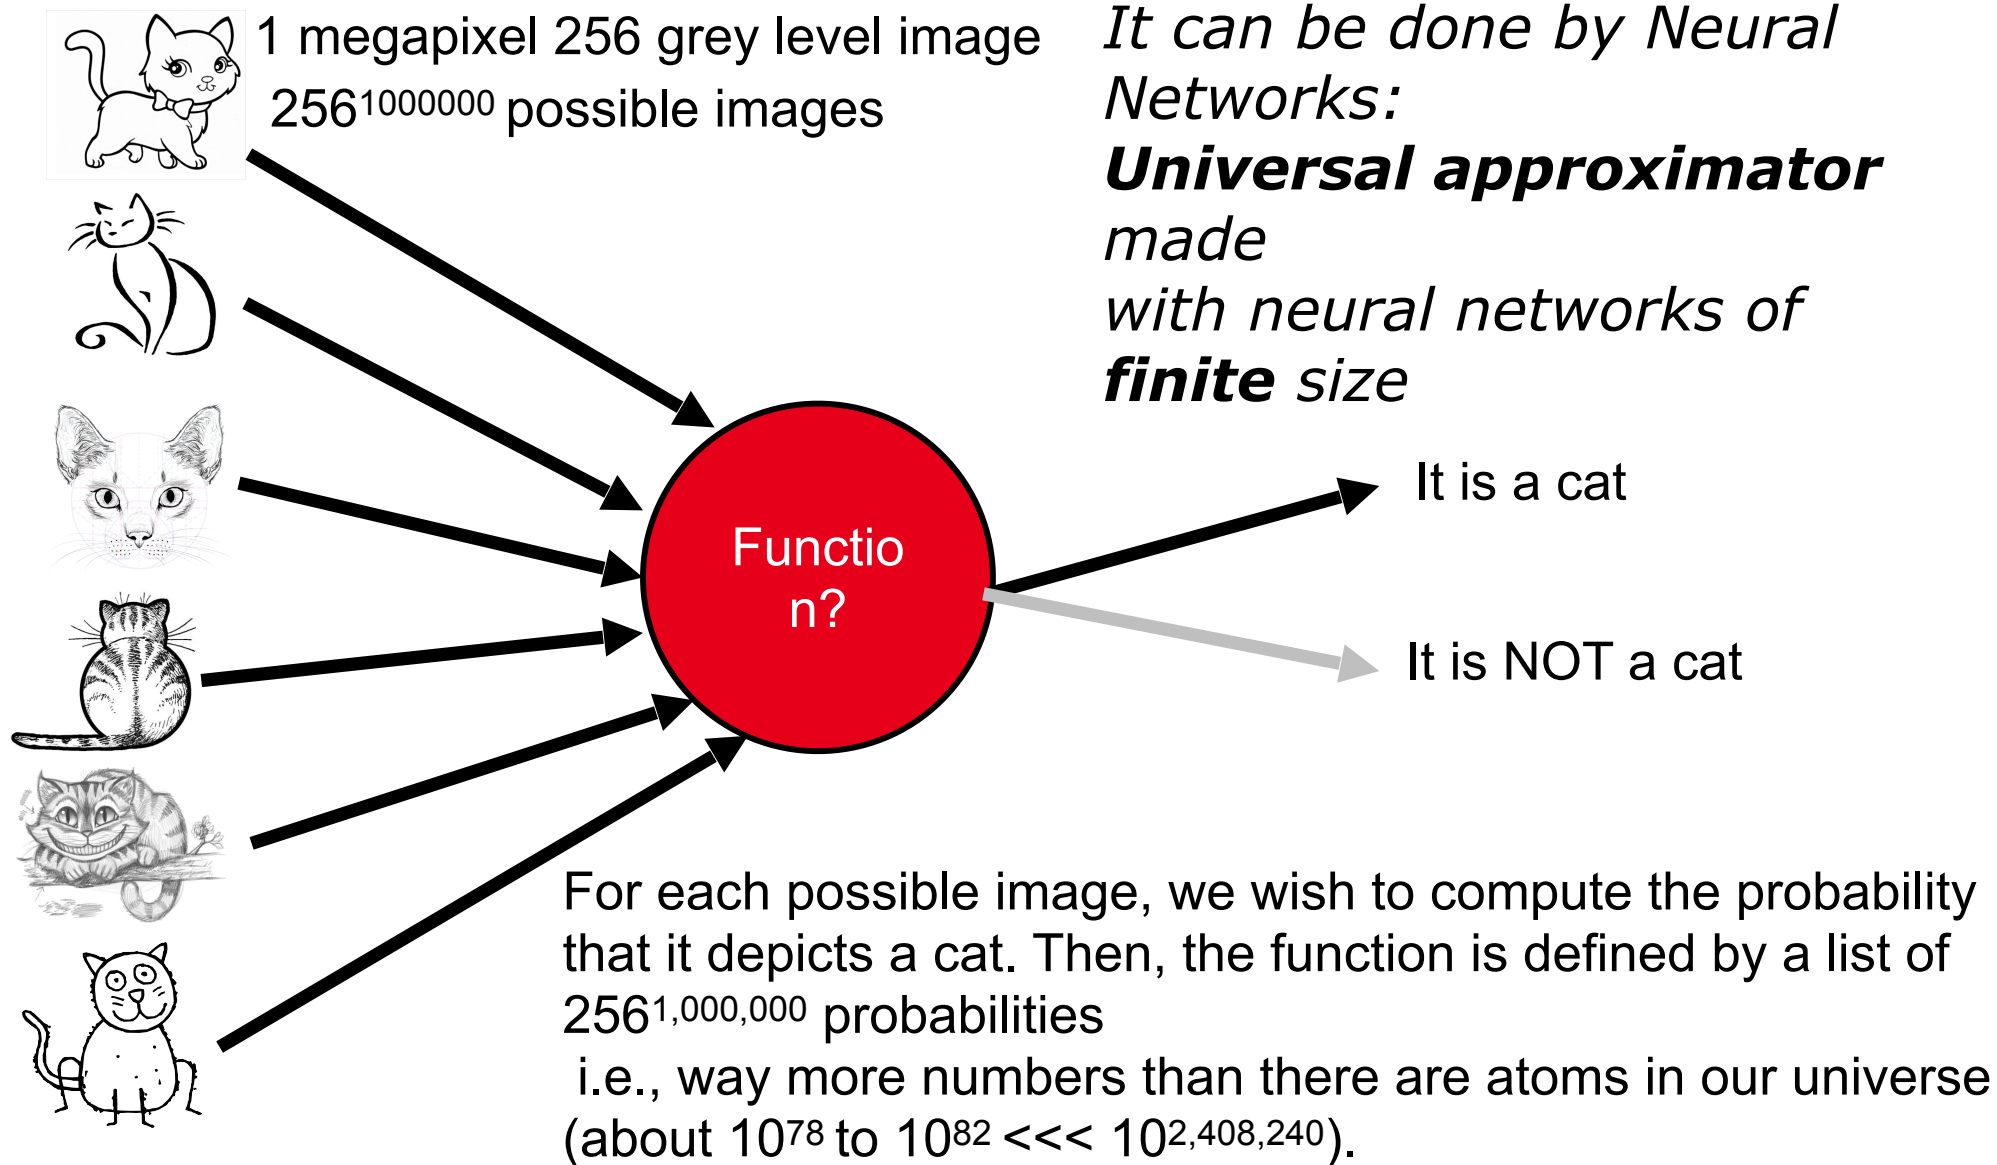 1 megapixel 256 grey level image
256¹⁰⁰⁰⁰⁰⁰ possible images
It can be done by Neural
Networks:
Universal approximator
made
with neural networks of
finite size
Functio
n?
It is a cat
It is NOT a cat
For each possible image, we wish to compute the probability
that it depicts a cat. Then, the function is defined by a list of
256¹,⁰⁰⁰,⁰⁰⁰ probabilities
i.e., way more numbers than there are atoms in our universe
(about 10⁷⁸ to 10⁸² <<< 10²,⁴⁰⁸,²⁴⁰).